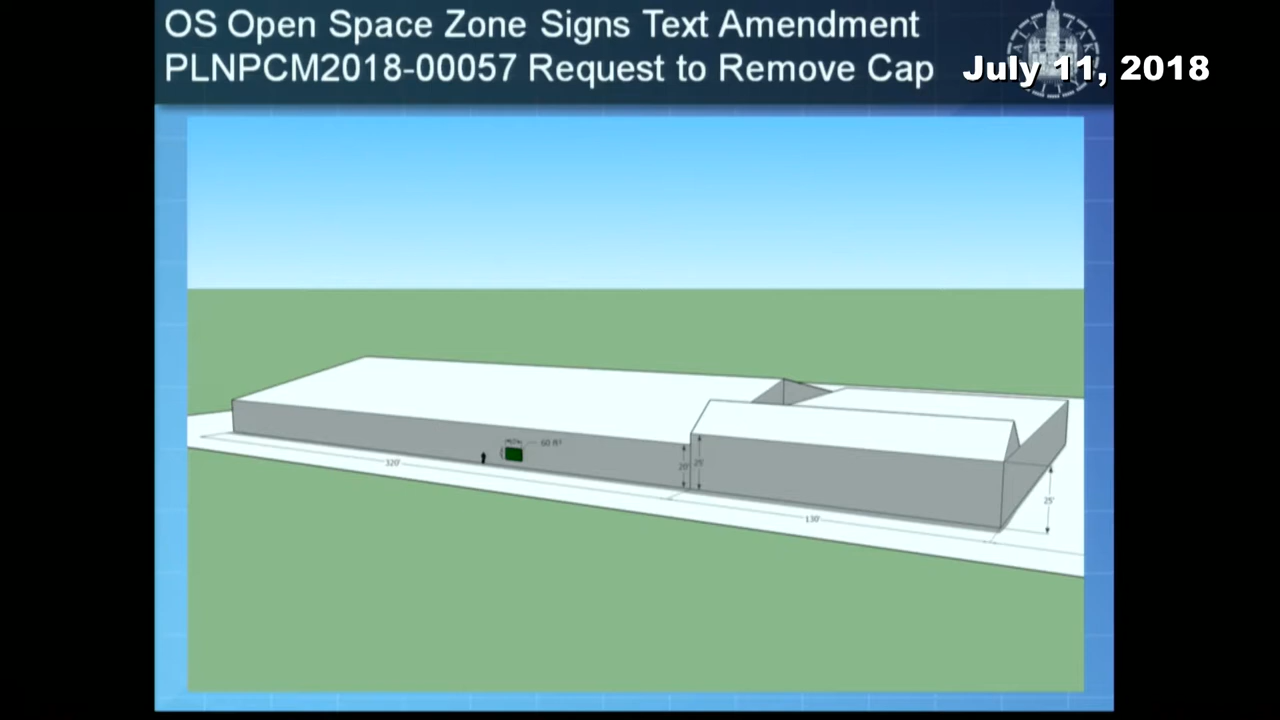 OS Open Space Zone Signs Text Amendment
PLNPCM2018-00057 Request to Remove Cap
July 11, 2018
60 ft²
320'
20'
25'
25'
130'